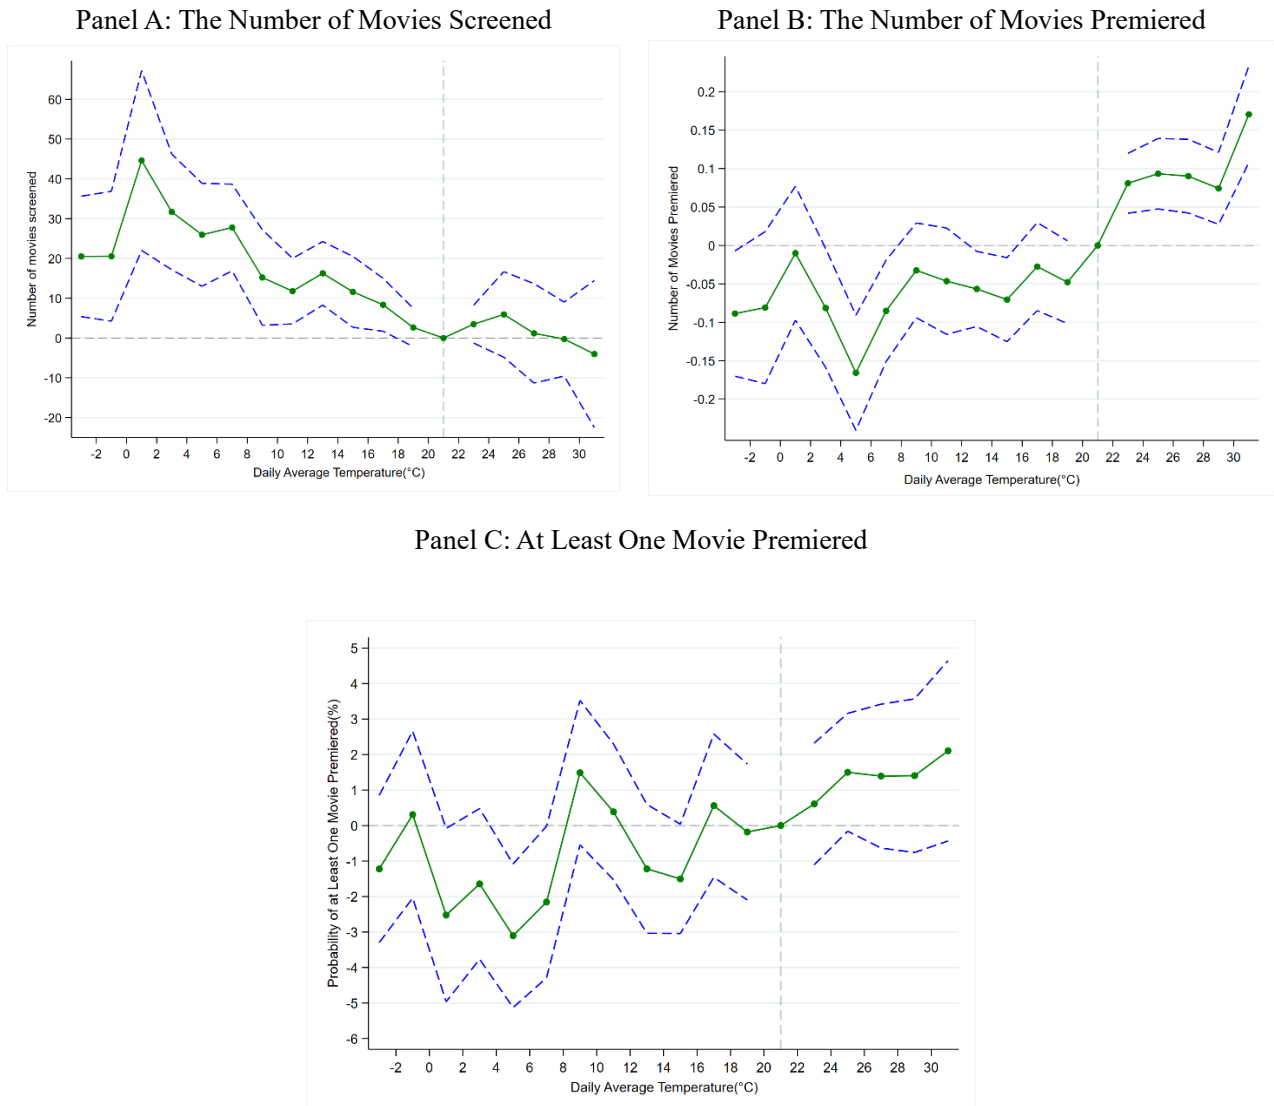 Panel A: The Number of Movies Screened
Number of movies screened
60
50
40
30
20
10
0
-10
-20
-2 0 2 4 6 8 10 12 14 16 18 20 22 24 26 28 30
Daily Average Temperature(°C)
Panel B: The Number of Movies Premiered
Number of Movies Premiered
0.2
0.15
0.1
0.05
0
-0.05
-0.1
-0.15
-0.2
-2 0 2 4 6 8 10 12 14 16 18 20 22 24 26 28 30
Daily Average Temperature(°C)
Panel C: At Least One Movie Premiered
Probability of at Least One Movie Premiered(%)
5
4
3
2
1
0
-1
-2
-3
-4
-5
-6
-2 0 2 4 6 8 10 12 14 16 18 20 22 24 26 28 30
Daily Average Temperature(°C)